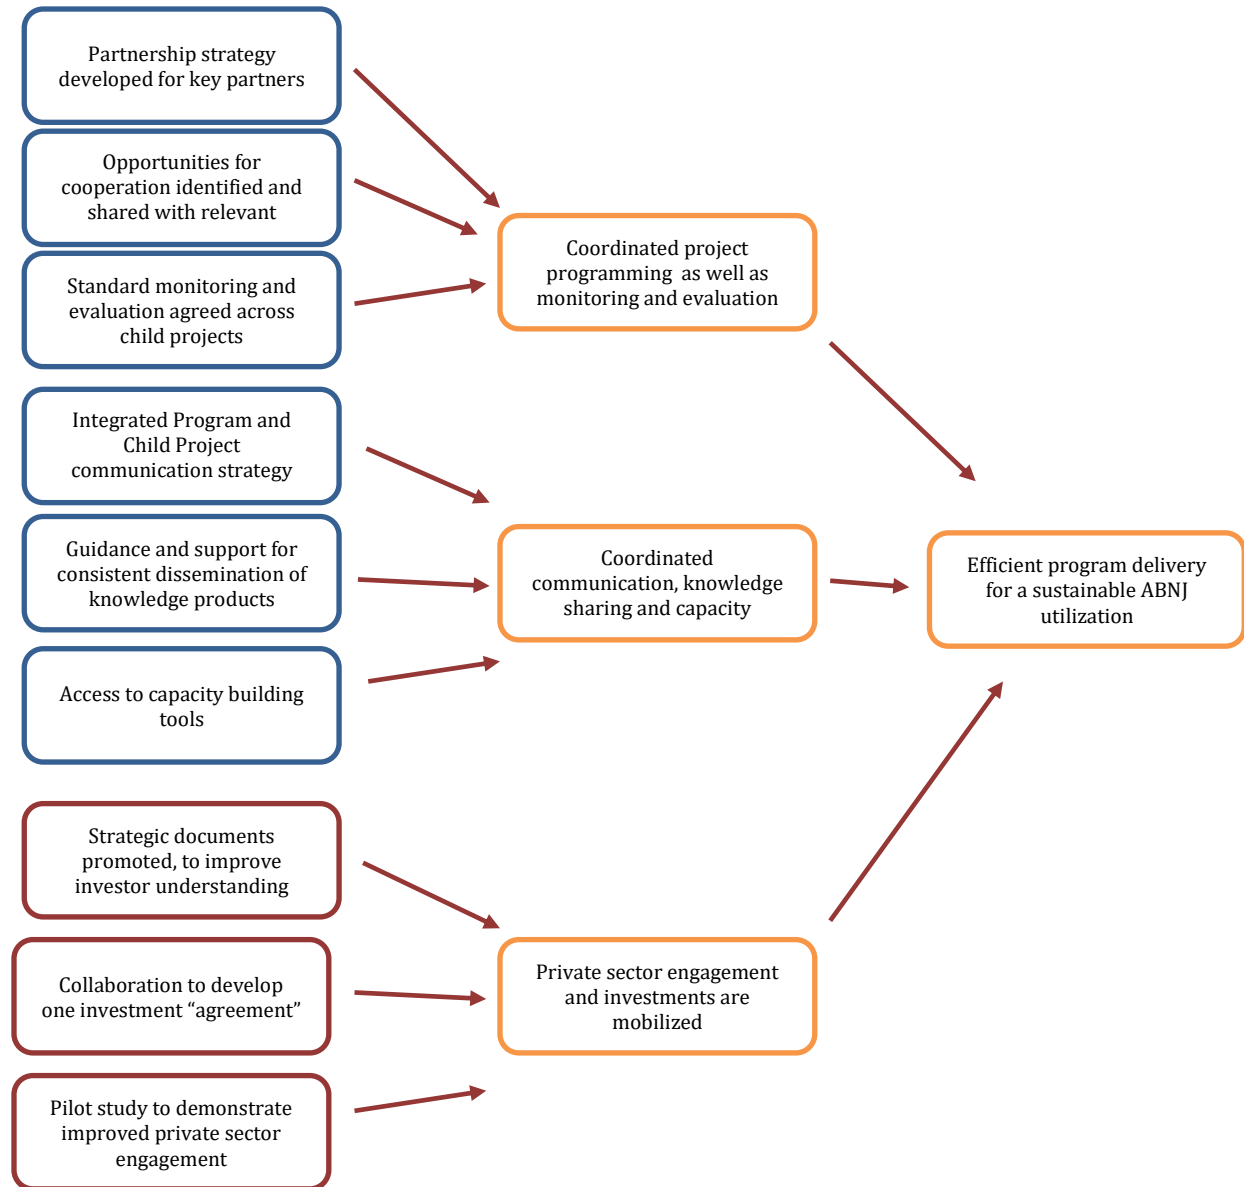 Partnership strategy
developed for key partners
Opportunities for
cooperation identified and
shared with relevant
Standard monitoring and
evaluation agreed across
child projects
Coordinated project
programming  as well as
monitoring and evaluation
Integrated Program and
Child Project
communication strategy
Guidance and support for
consistent dissemination of
knowledge products
Access to capacity building
tools
Coordinated
communication, knowledge
sharing and capacity
Efficient program delivery
for a sustainable ABNJ
utilization
Strategic documents
promoted, to improve
investor understanding
Collaboration to develop
one investment “agreement”
Pilot study to demonstrate
improved private sector
engagement
Private sector engagement
and investments are
mobilized